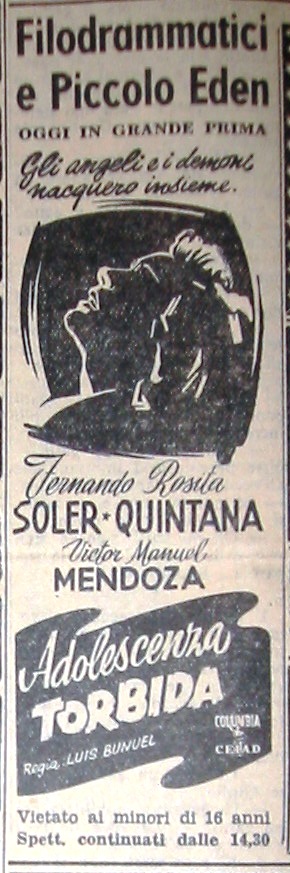 Filodrammatici
e Piccolo Eden
OGGI IN GRANDE PRIMA
Gli angeli e i demoni
nacquero insieme.
Fernando Rosita
SOLER * QUINTANA
Victor Manuel
MENDOZA
Adolescenza
TORBIDA
COLUMBIA
CEIAD
Regia: LUIS BUNUEL
Vietato ai minori di 16 anni
Spett. continuati dalle 14,30